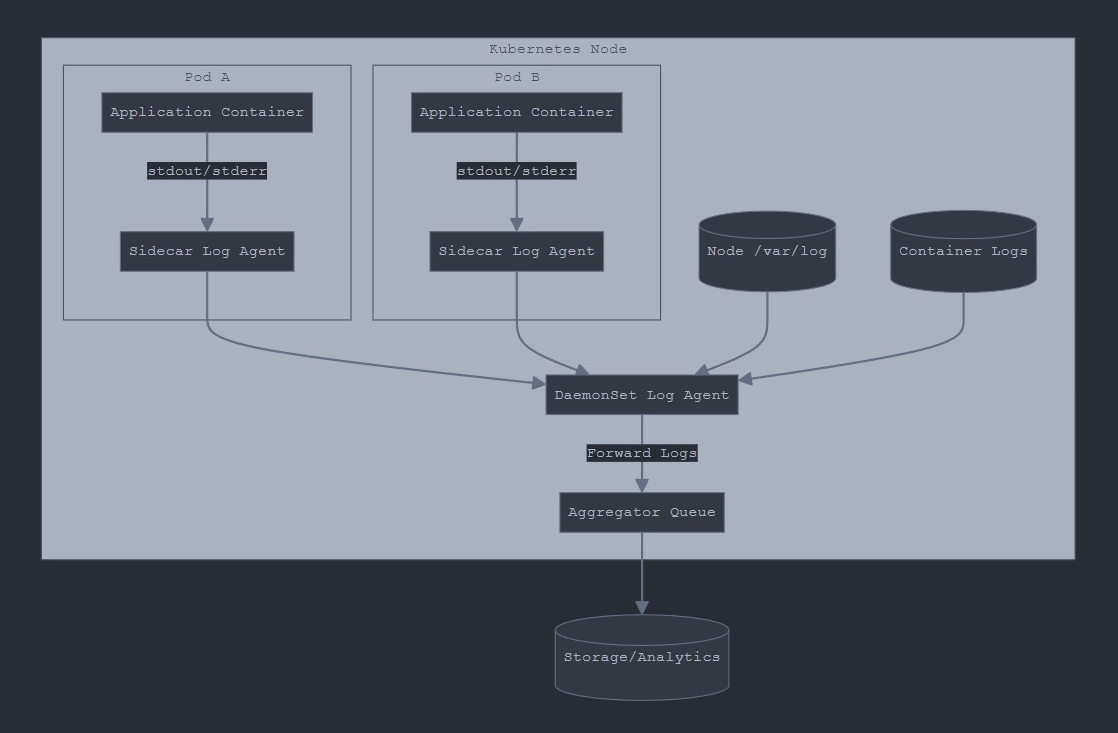 Kubernetes Node
Pod A
Pod B
Application Container
Application Container
stdout/stderr
stdout/stderr
Sidecar Log Agent
Sidecar Log Agent
Node /var/log
Container Logs
DaemonSet Log Agent
Forward Logs
Aggregator Queue
Storage/Analytics